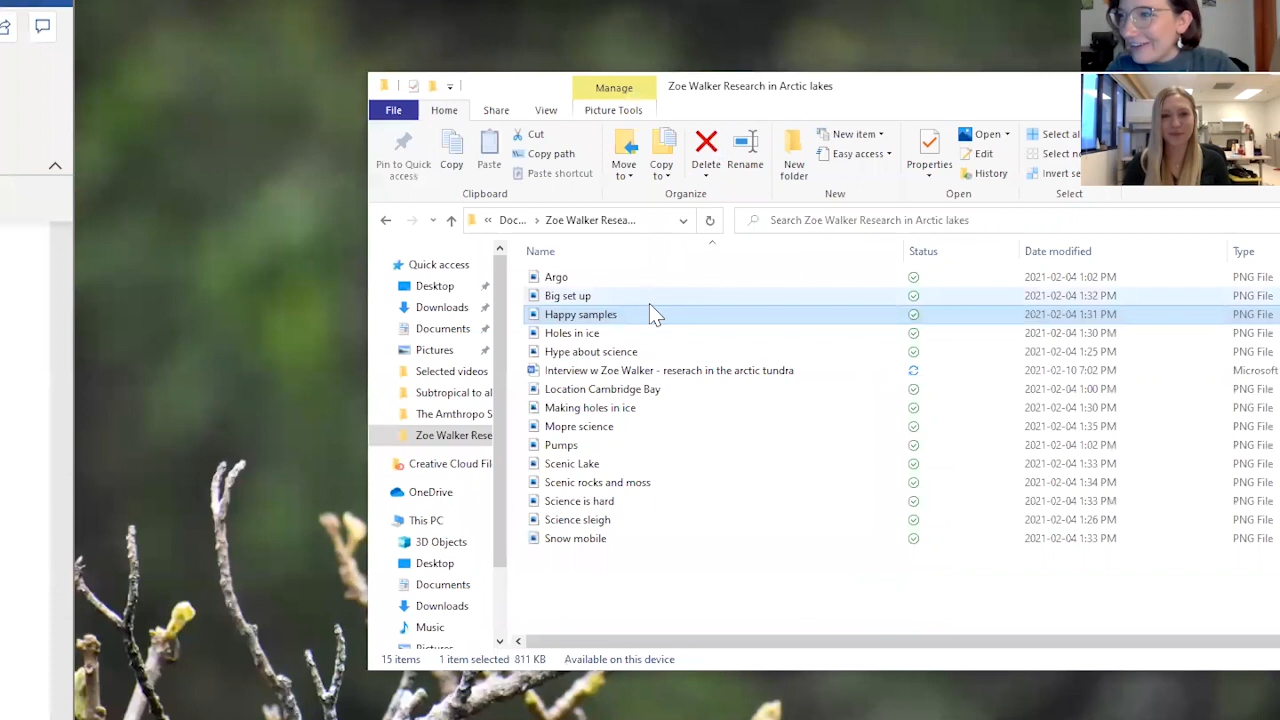 Manage
Zoe Walker Research in Arctic lakes
File
Home
Share
View
Picture Tools
Pin to Quick access
Copy
Paste
Cut
Copy path
Paste shortcut
Clipboard
Move to
Copy to
Delete
Rename
Organize
New folder
New item
Easy access
New
Properties
Open
Edit
History
Open
Select al
Select no
Invert se
Select
Doc...
Zoe Walker Resea...
Search Zoe Walker Research in Arctic lakes
Name Status Date modified Type
Argo 2021-02-04 1:02 PM PNG File
Big set up 2021-02-04 1:32 PM PNG File
Happy samples 2021-02-04 1:31 PM PNG File
Holes in ice 2021-02-04 1:30 PM PNG File
Hype about science 2021-02-04 1:25 PM PNG File
Interview w Zoe Walker - reserach in the arctic tundra 2021-02-10 7:02 PM Microsoft
Location Cambridge Bay 2021-02-04 1:00 PM PNG File
Making holes in ice 2021-02-04 1:30 PM PNG File
Mopre science 2021-02-04 1:35 PM PNG File
Pumps 2021-02-04 1:02 PM PNG File
Scenic Lake 2021-02-04 1:33 PM PNG File
Scenic rocks and moss 2021-02-04 1:34 PM PNG File
Science is hard 2021-02-04 1:33 PM PNG File
Science sleigh 2021-02-04 1:26 PM PNG File
Snow mobile 2021-02-04 1:33 PM PNG File
Quick access
Desktop
Downloads
Documents
Pictures
Selected videos
Subtropical to al
The Amthropo S
Zoe Walker Rese
Creative Cloud Fil
OneDrive
This PC
3D Objects
Desktop
Documents
Downloads
Music
Pictures
15 items 1 item selected 811 KB Available on this device